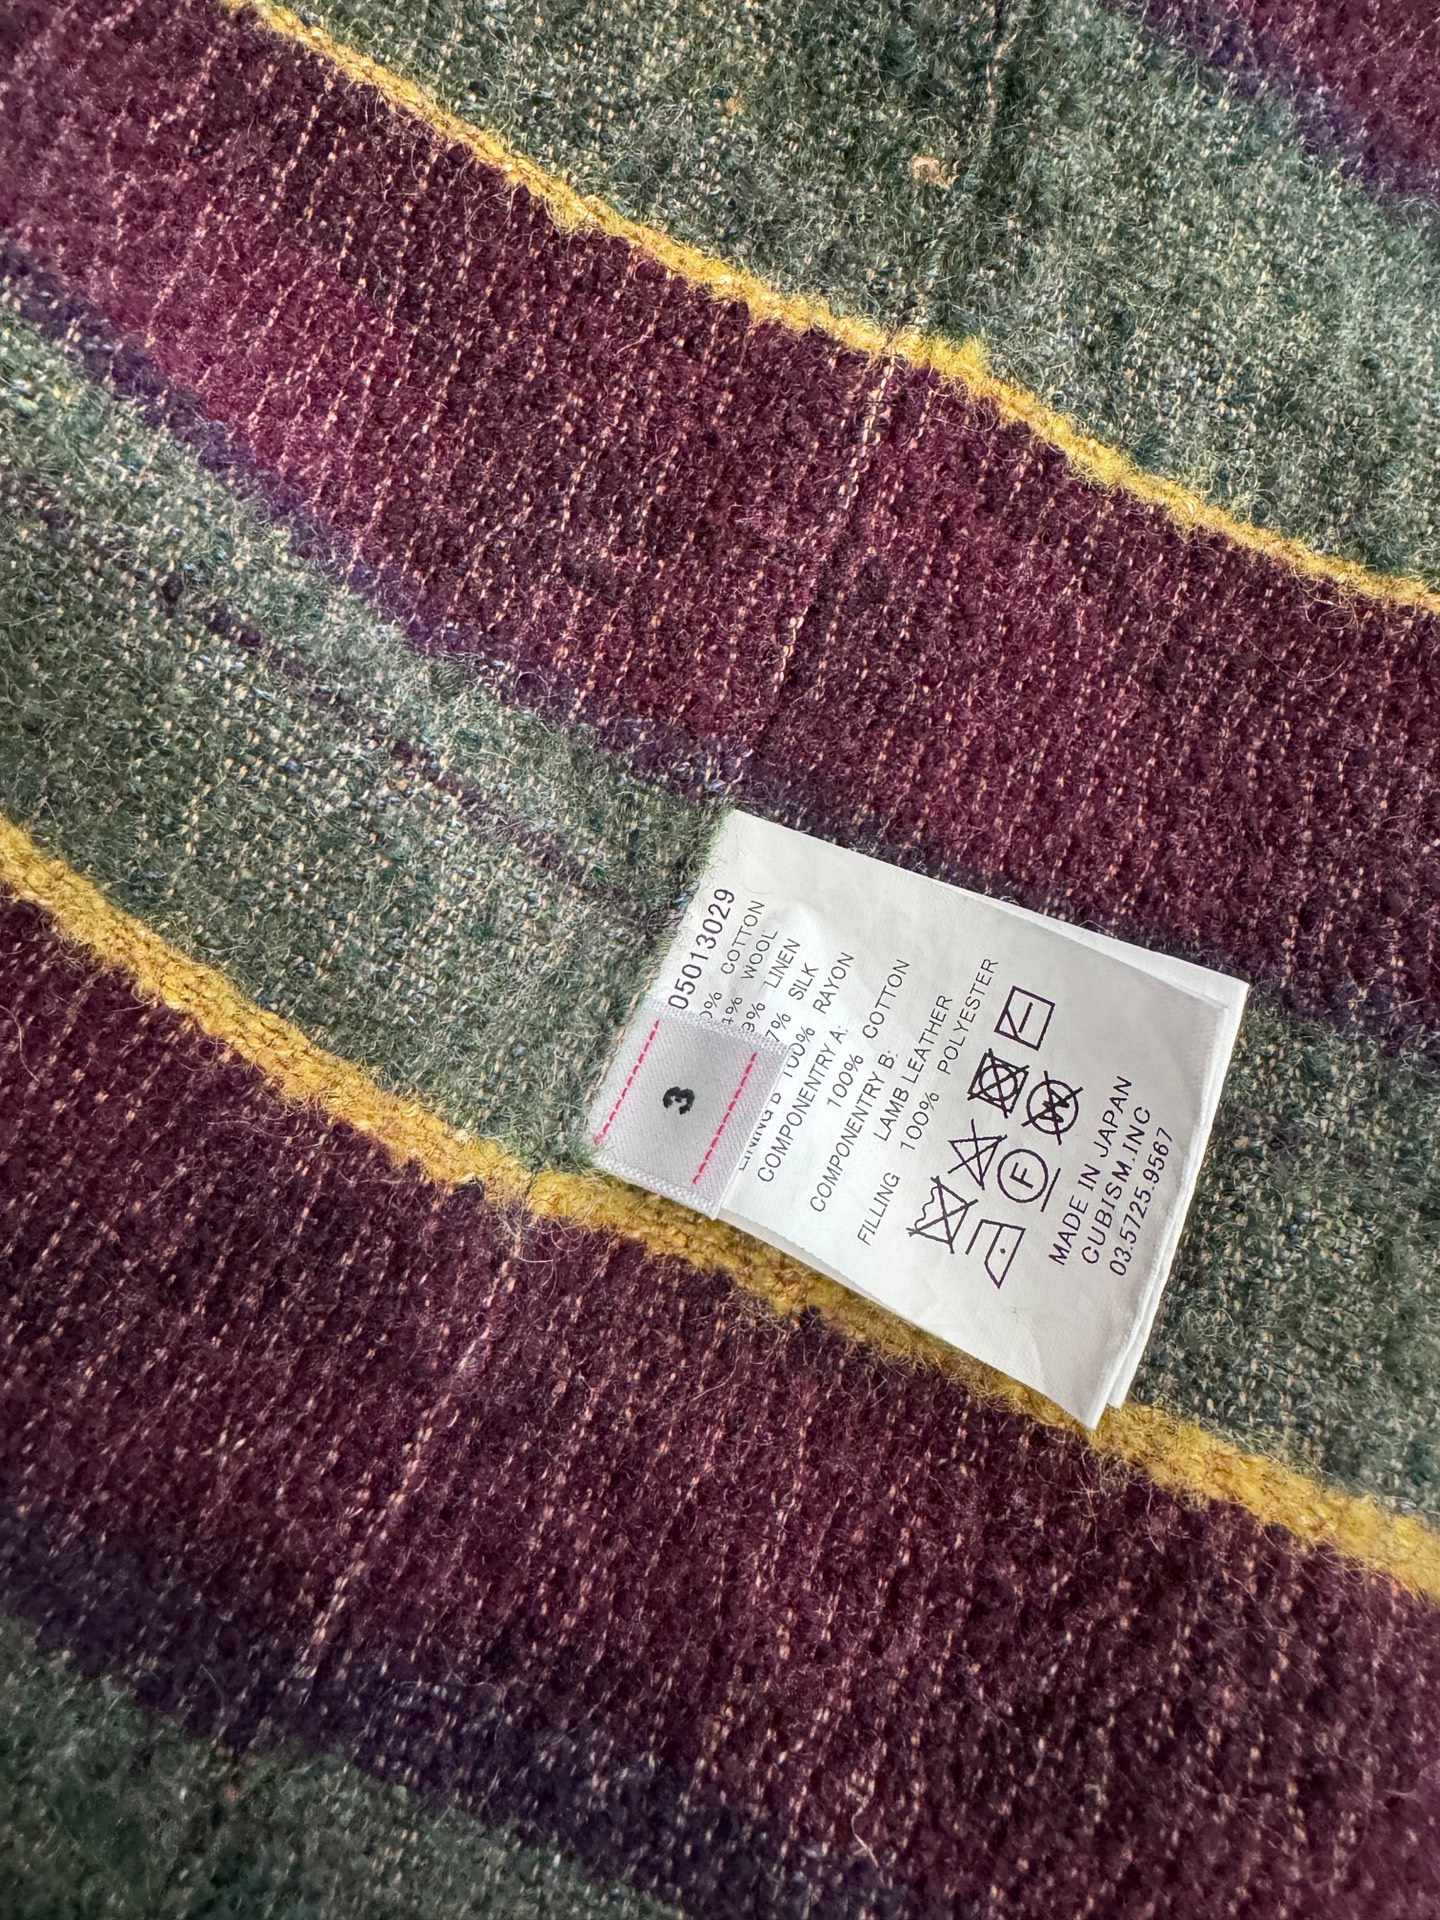 05013029
COTTON
WOOL
LINEN
7% SILK
100% RAYON
COMPONENTRY A:
100% COTTON
COMPONENTRY B:
LAMB LEATHER
FILLING 100% POLYESTER
F
W
MADE IN JAPAN
CUBISM.INC
03.5725.9567
3